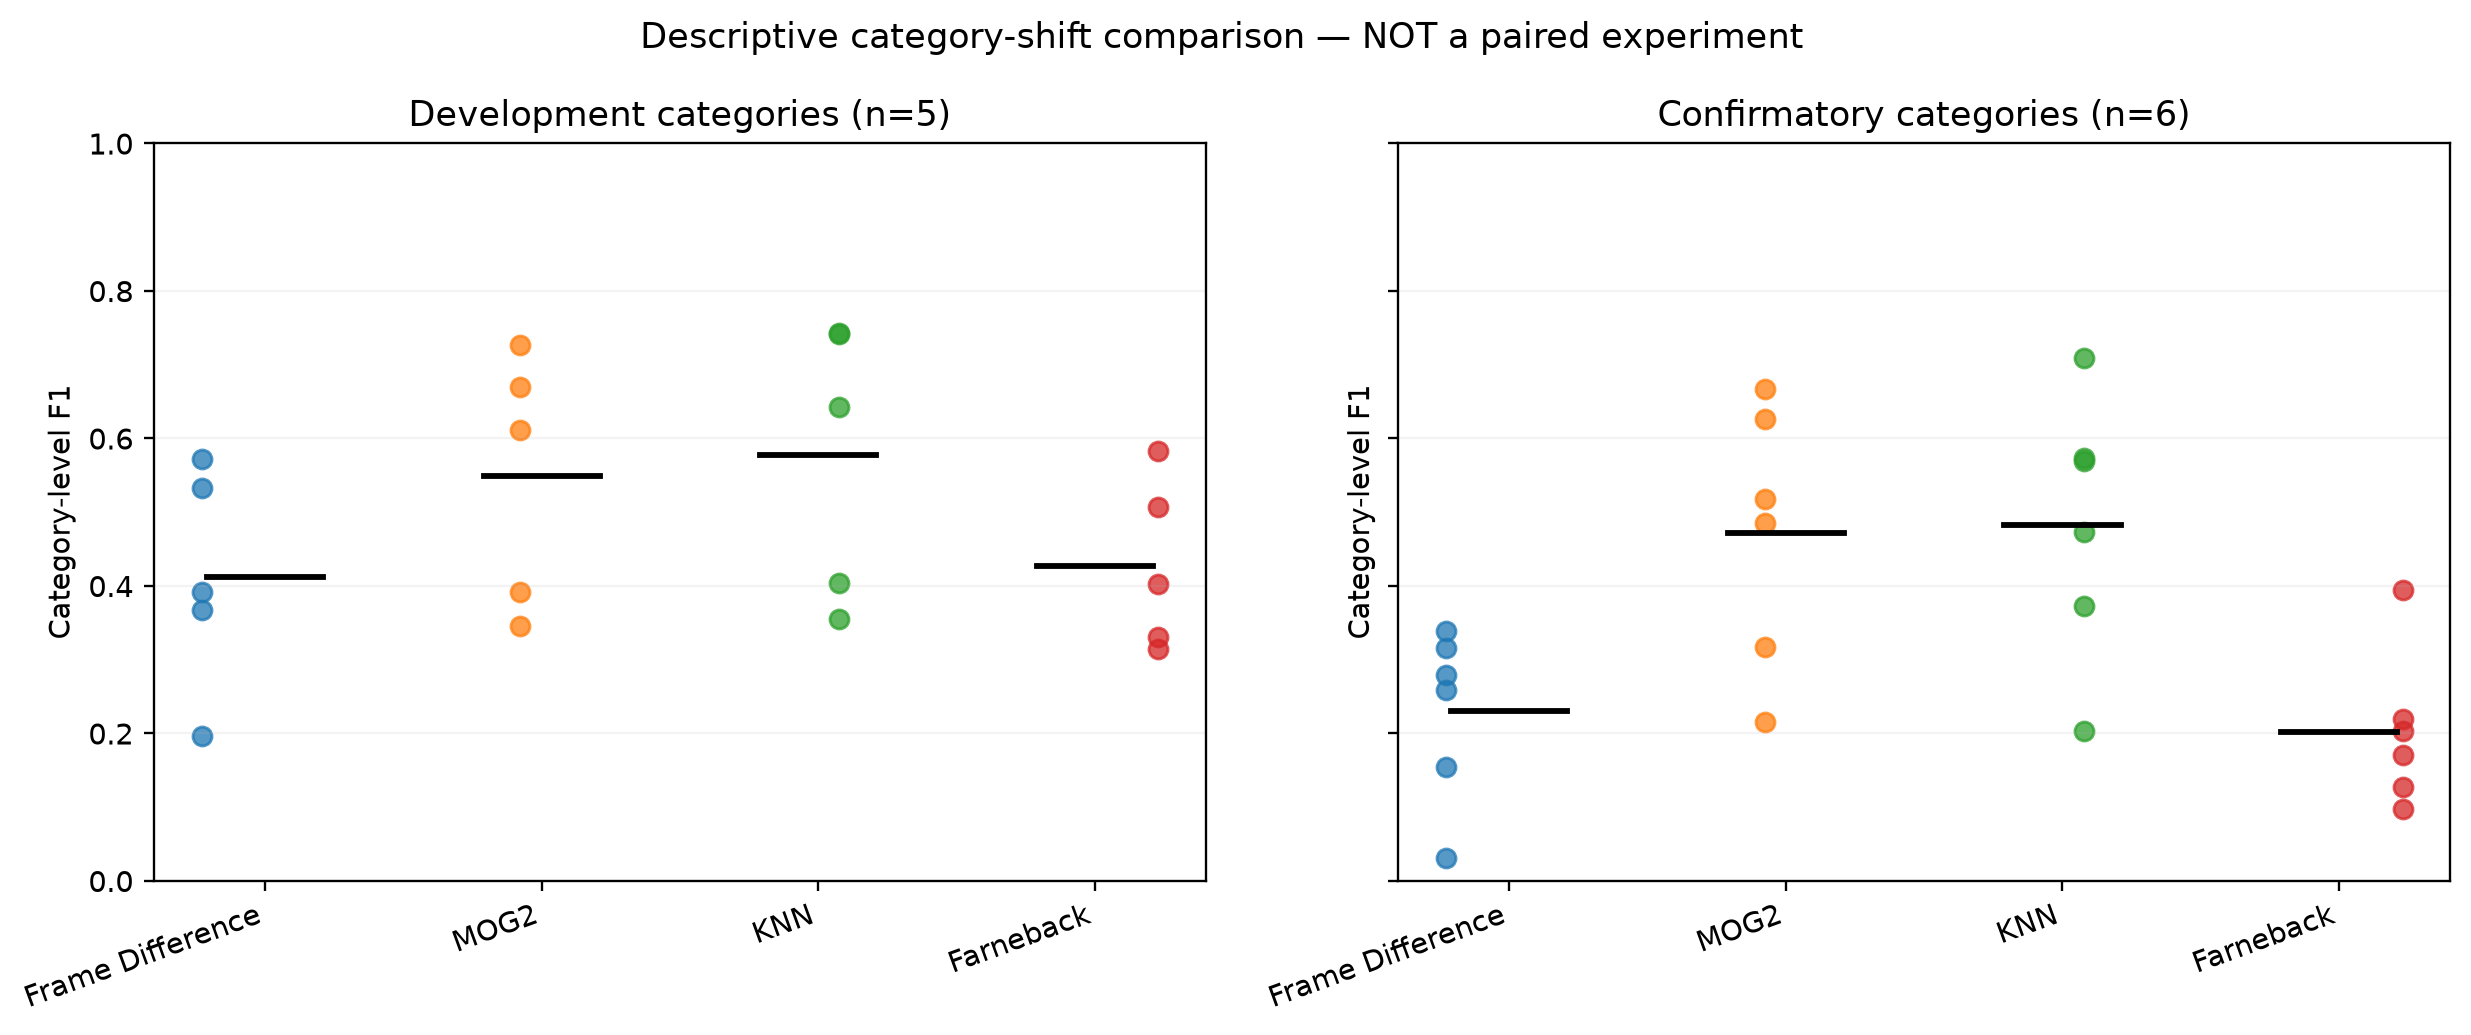 Descriptive category-shift comparison — NOT a paired experiment
Development categories (n=5)
Category-level F1
1.0
0.8
0.6
0.4
0.2
0.0
Frame Difference
MOG2
KNN
Farneback
Confirmatory categories (n=6)
Category-level F1
Frame Difference
MOG2
KNN
Farneback